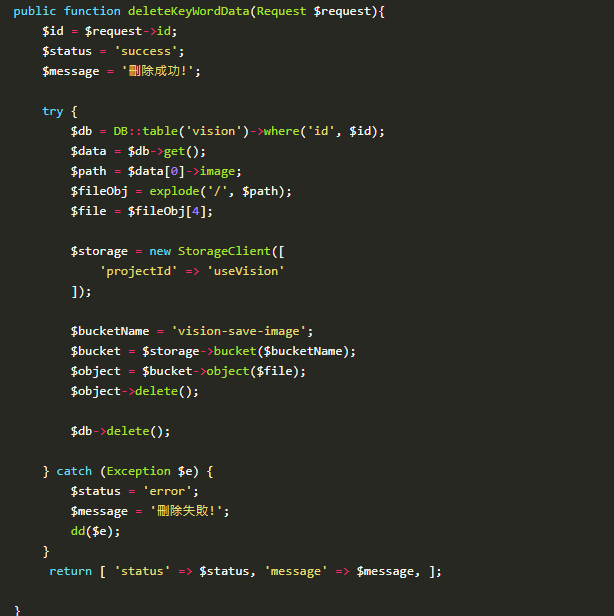 public function deleteKeyWordData(Request $request){
$id = $request->id;
$status = 'success';
$message = '刪除成功!';
try {
$db = DB::table('vision')->where('id', $id);
$data = $db->get();
$path = $data[0]->image;
$fileObj = explode('/', $path);
$file = $fileObj[4];
$storage = new StorageClient([
'projectId' => 'useVision'
]);
$bucketName = 'vision-save-image';
$bucket = $storage->bucket($bucketName);
$object = $bucket->object($file);
$object->delete();
$db->delete();
} catch (Exception $e) {
$status = 'error';
$message = '刪除失敗!';
dd($e);
}
return [ 'status' => $status, 'message' => $message, ];
}